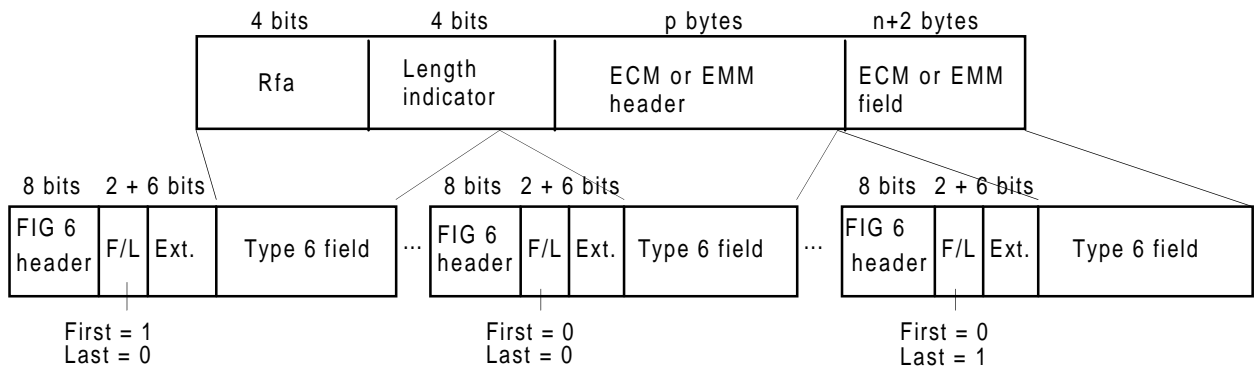 4 bits 4 bits p bytes n+2 bytes
Rfa
Length
indicator
ECM or EMM
header
ECM or EMM
field
8 bits 2 + 6 bits 8 bits 2 + 6 bits 8 bits 2 + 6 bits
FIG 6
header
F/L
Ext.
Type 6 field
...
FIG 6
header
F/L
Ext.
Type 6 field
...
FIG 6
header
F/L
Ext.
Type 6 field
First = 1
Last = 0
First = 0
Last = 0
First = 0
Last = 1